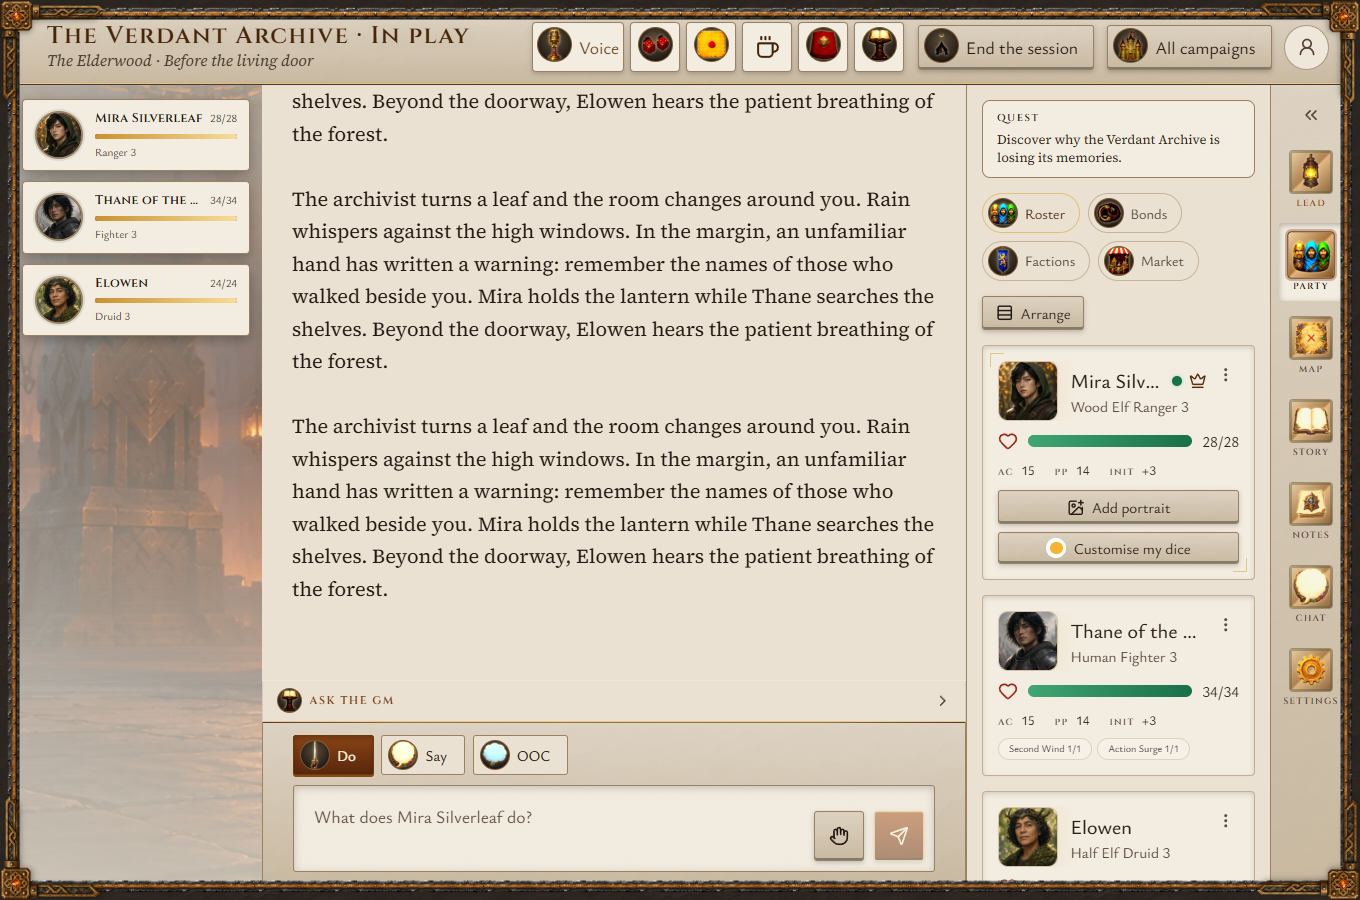 The Verdant Archive · In play
The Elderwood · Before the living door
Voice
End the session
All campaigns
Mira Silverleaf 28/28
Ranger 3
Thane of the ... 34/34
Fighter 3
Elowen 24/24
Druid 3
shelves. Beyond the doorway, Elowen hears the patient breathing of
the forest.
The archivist turns a leaf and the room changes around you. Rain
whispers against the high windows. In the margin, an unfamiliar
hand has written a warning: remember the names of those who
walked beside you. Mira holds the lantern while Thane searches the
shelves. Beyond the doorway, Elowen hears the patient breathing of
the forest.
The archivist turns a leaf and the room changes around you. Rain
whispers against the high windows. In the margin, an unfamiliar
hand has written a warning: remember the names of those who
walked beside you. Mira holds the lantern while Thane searches the
shelves. Beyond the doorway, Elowen hears the patient breathing of
the forest.
ASK THE GM
Do
Say
OOC
What does Mira Silverleaf do?
QUEST
Discover why the Verdant Archive is
losing its memories.
Roster
Bonds
Factions
Market
Arrange
Mira Silv...
Wood Elf Ranger 3
28/28
AC 15 PP 14 INIT +3
Add portrait
Customise my dice
Thane of the ...
Human Fighter 3
34/34
AC 15 PP 14 INIT +3
Second Wind 1/1
Action Surge 1/1
Elowen
Half Elf Druid 3
LEAD
PARTY
MAP
STORY
NOTES
CHAT
SETTINGS